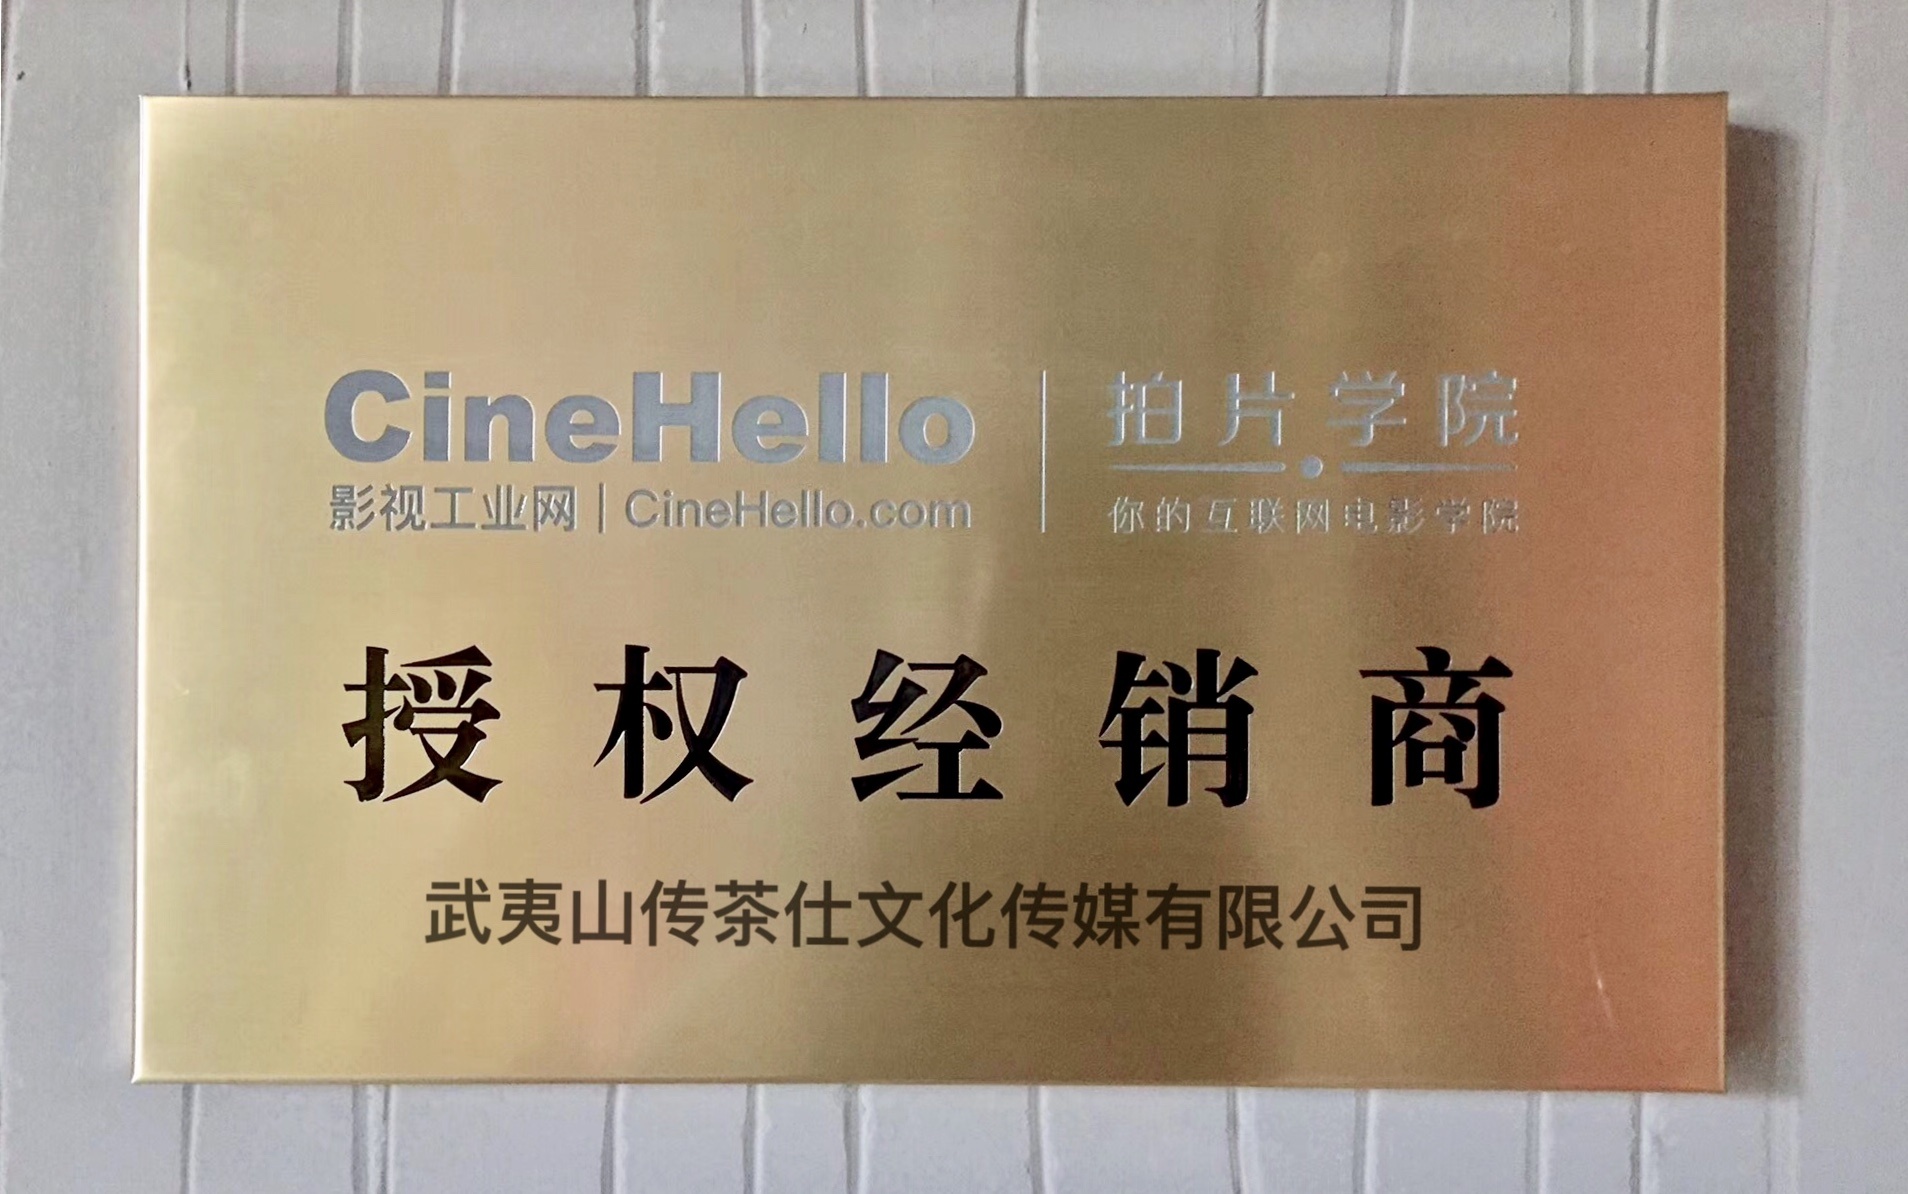 CineHello
影视工业网 | CineHello.com
拍片学院
你的互联网电影学院
授权经销商
武夷山传茶仕文化传媒有限公司